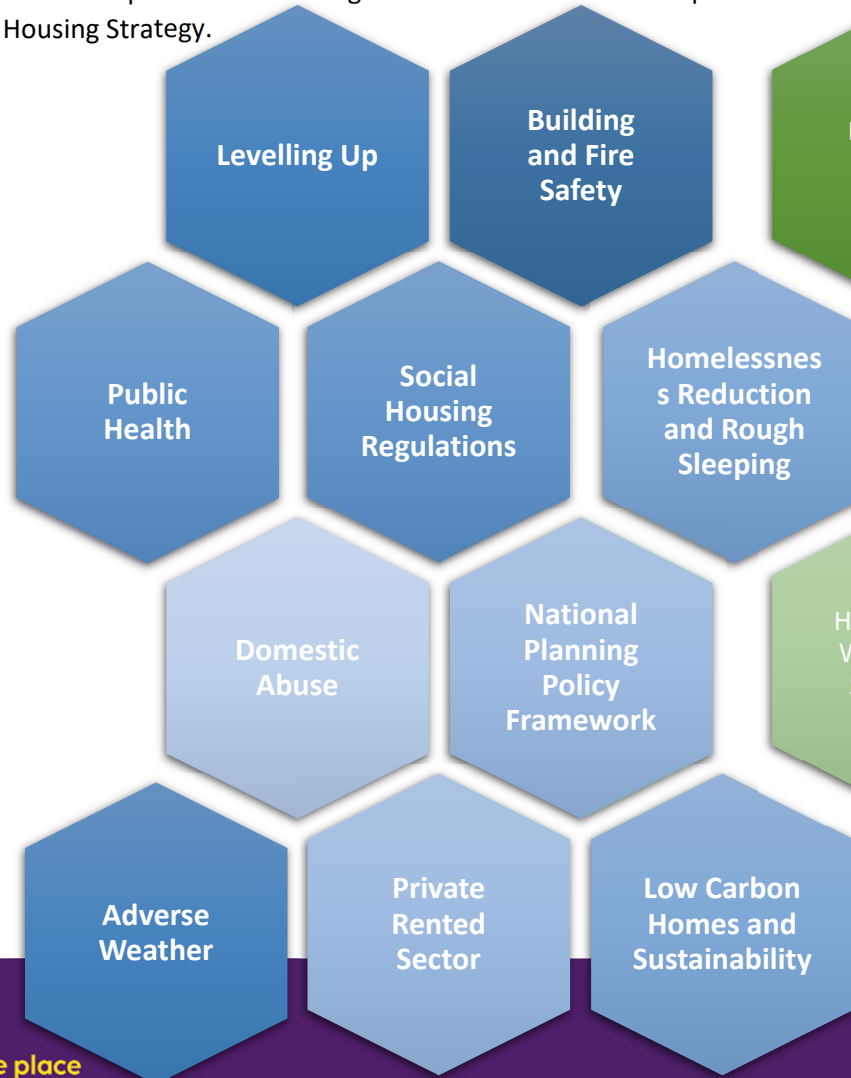 Housing Strategy.
Levelling Up
Building
and Fire
Safety
Public
Health
Social
Housing
Regulations
Homelessnes
s Reduction
and Rough
Sleeping
Domestic
Abuse
National
Planning
Policy
Framework
Adverse
Weather
Private
Rented
Sector
Low Carbon
Homes and
Sustainability
place